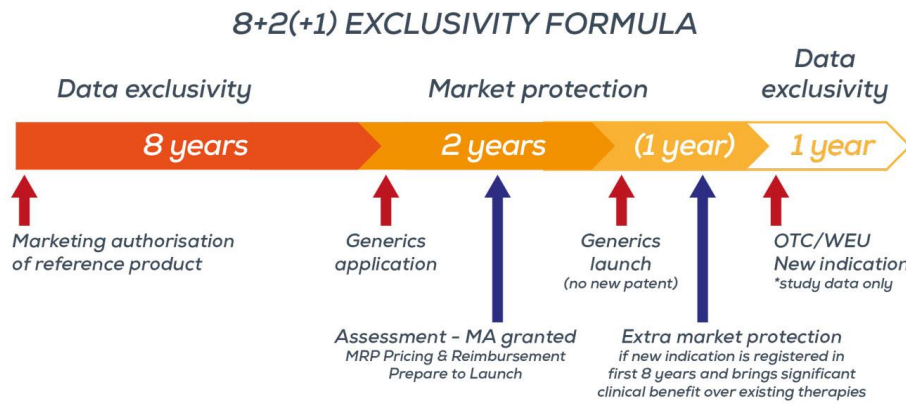 8+2(+1) EXCLUSIVITY FORMULA
Data exclusivity
Market protection
Data
exclusivity
8 years
2 years
(1 year)
1 year
Marketing authorisation
of reference product
Generics
application
Generics
launch
(no new patent)
OTC/WEU
New indication
*study data only
Assessment - MA granted
MRP Pricing & Reimbursement
Prepare to Launch
Extra market protection
if new indication is registered in
first 8 years and brings significant
clinical benefit over existing therapies